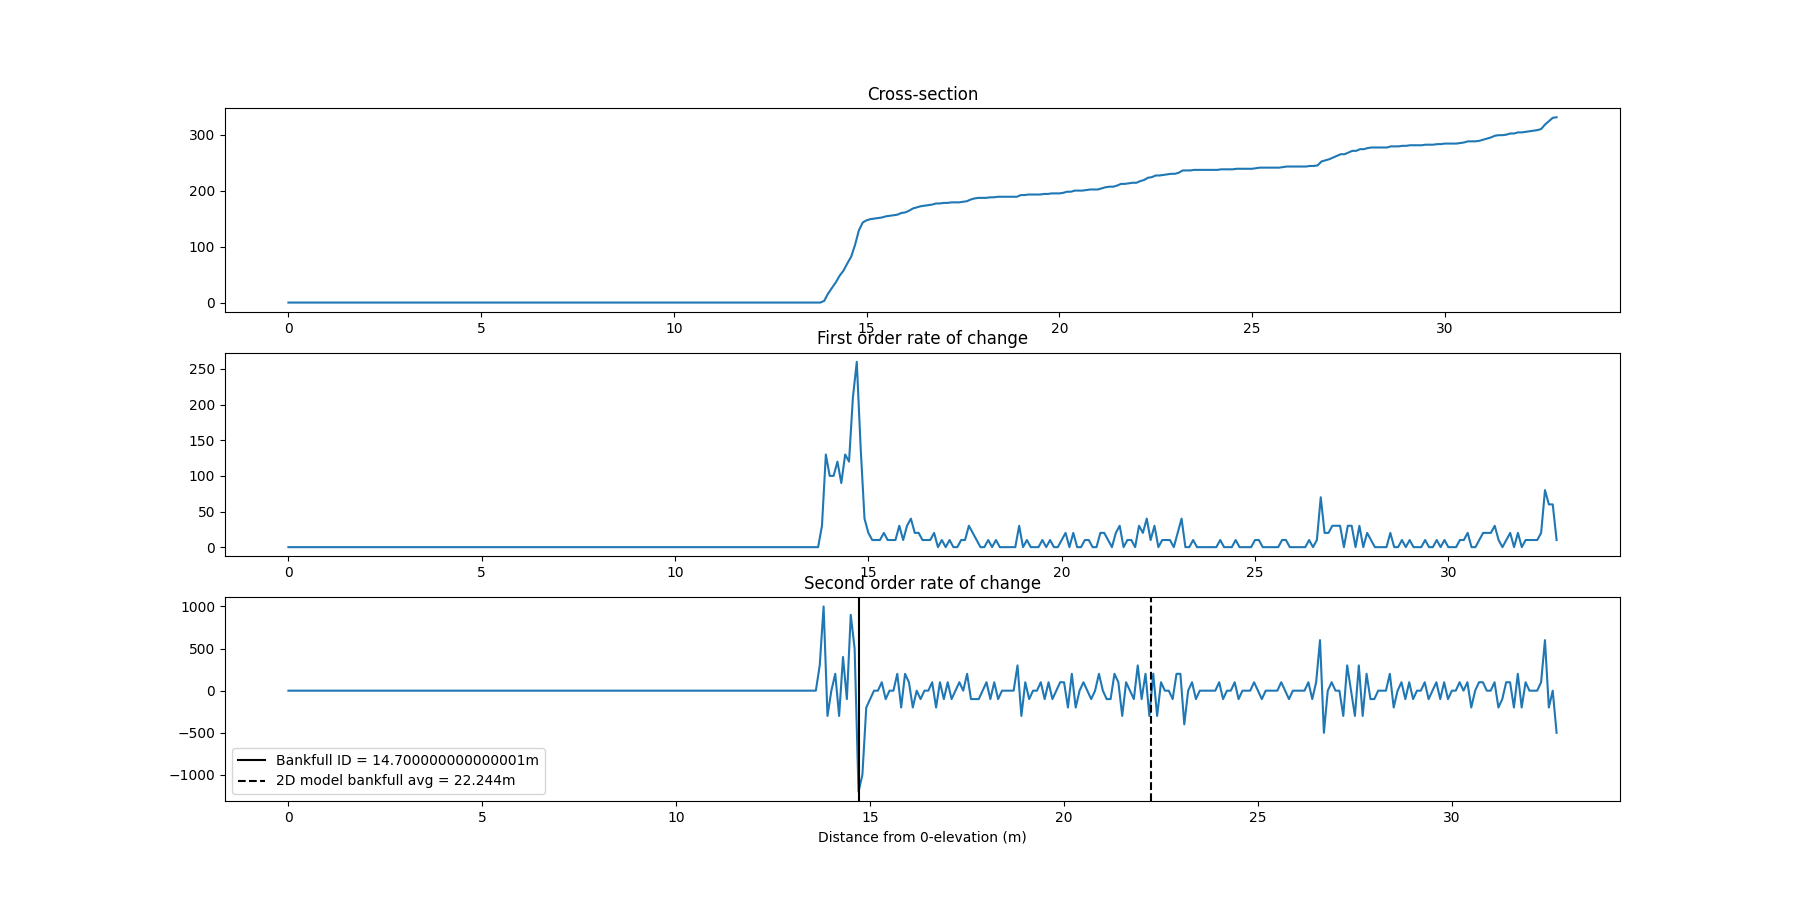 Cross-section
300
200
100
0
0 5 10 15 20 25 30
First order rate of change
250
200
150
100
50
0
0 5 10 15 20 25 30
Second order rate of change
1000
500
0
−500
−1000
Bankfull ID = 14.700000000000001m
2D model bankfull avg = 22.244m
0 5 10 15 20 25 30
Distance from 0-elevation (m)